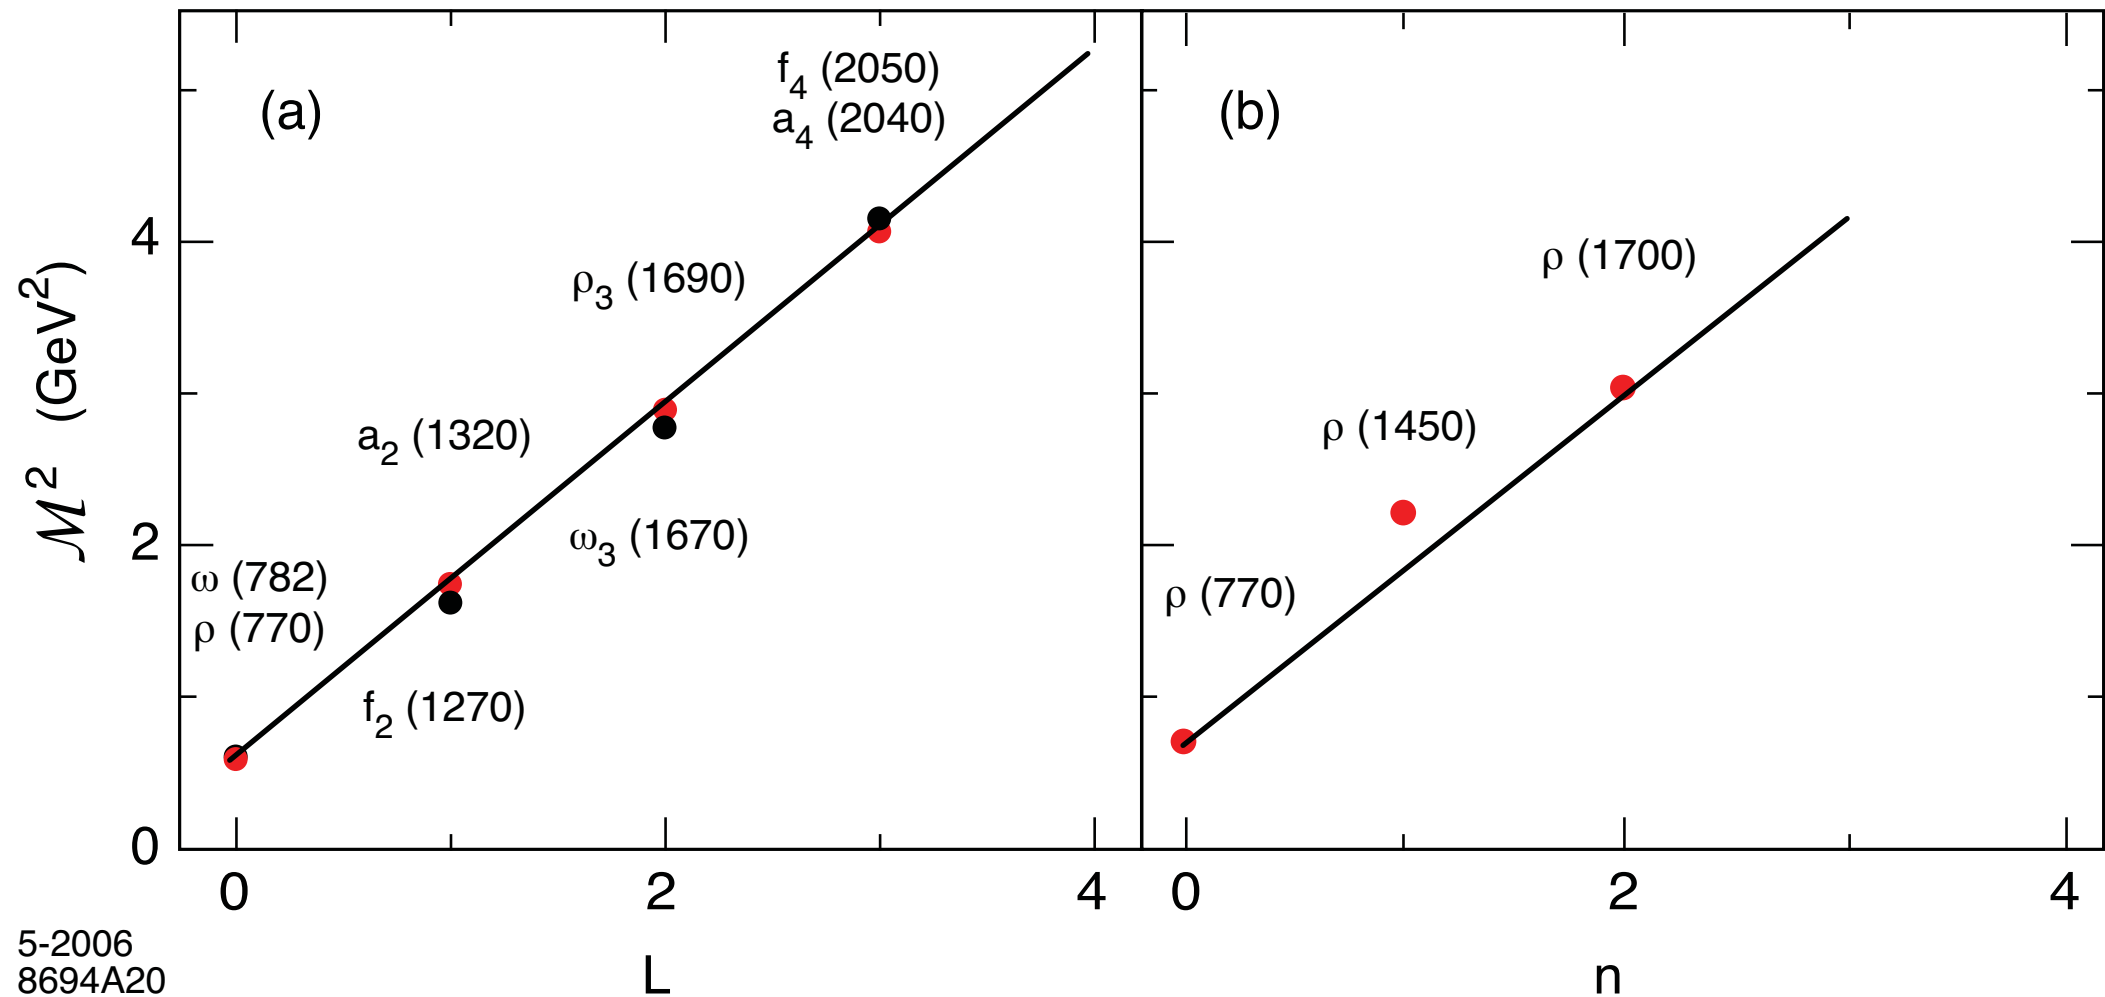 (a)
f4 (2050)
a4 (2040)
ρ3 (1690)
a2 (1320)
ω3 (1670)
ω (782)
ρ (770)
f2 (1270)
(b)
ρ (1700)
ρ (1450)
ρ (770)
ℳ2 (GeV2)
4
2
0
0 2 4
0 2 4
L
n
5-2006
8694A20